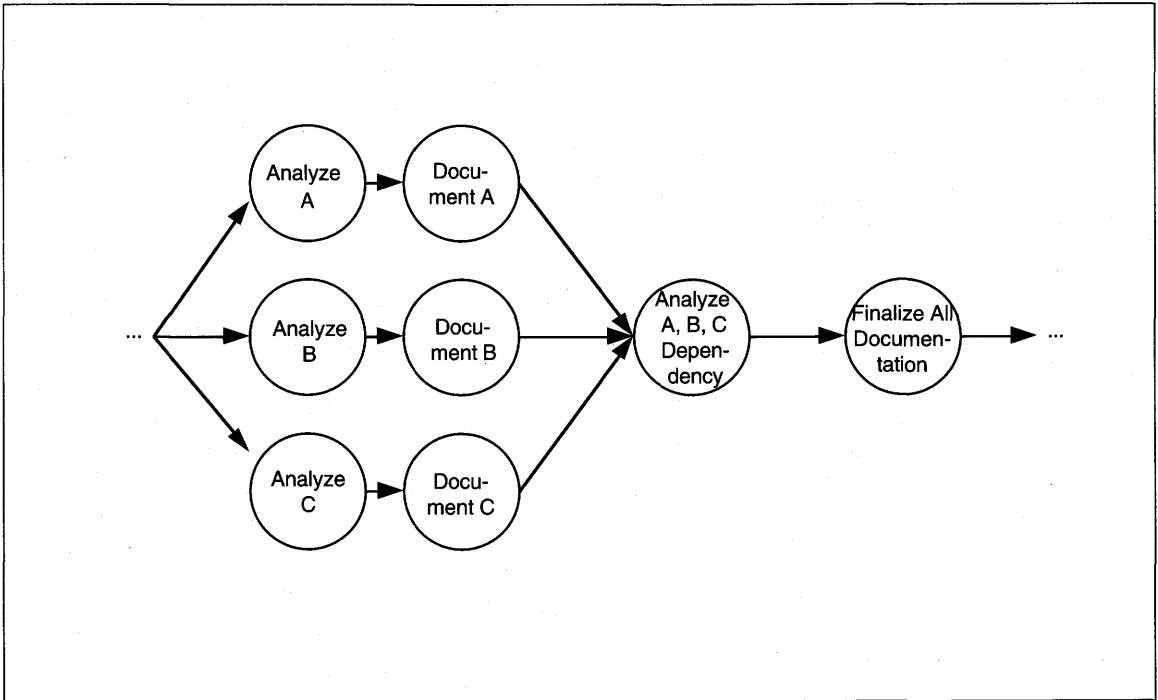 Analyze
A
Docu-
ment A
...
Analyze
B
Docu-
ment B
Analyze
C
Docu-
ment C
Analyze
A, B, C
Depen-
dency
Finalize All
Documen-
tation
...